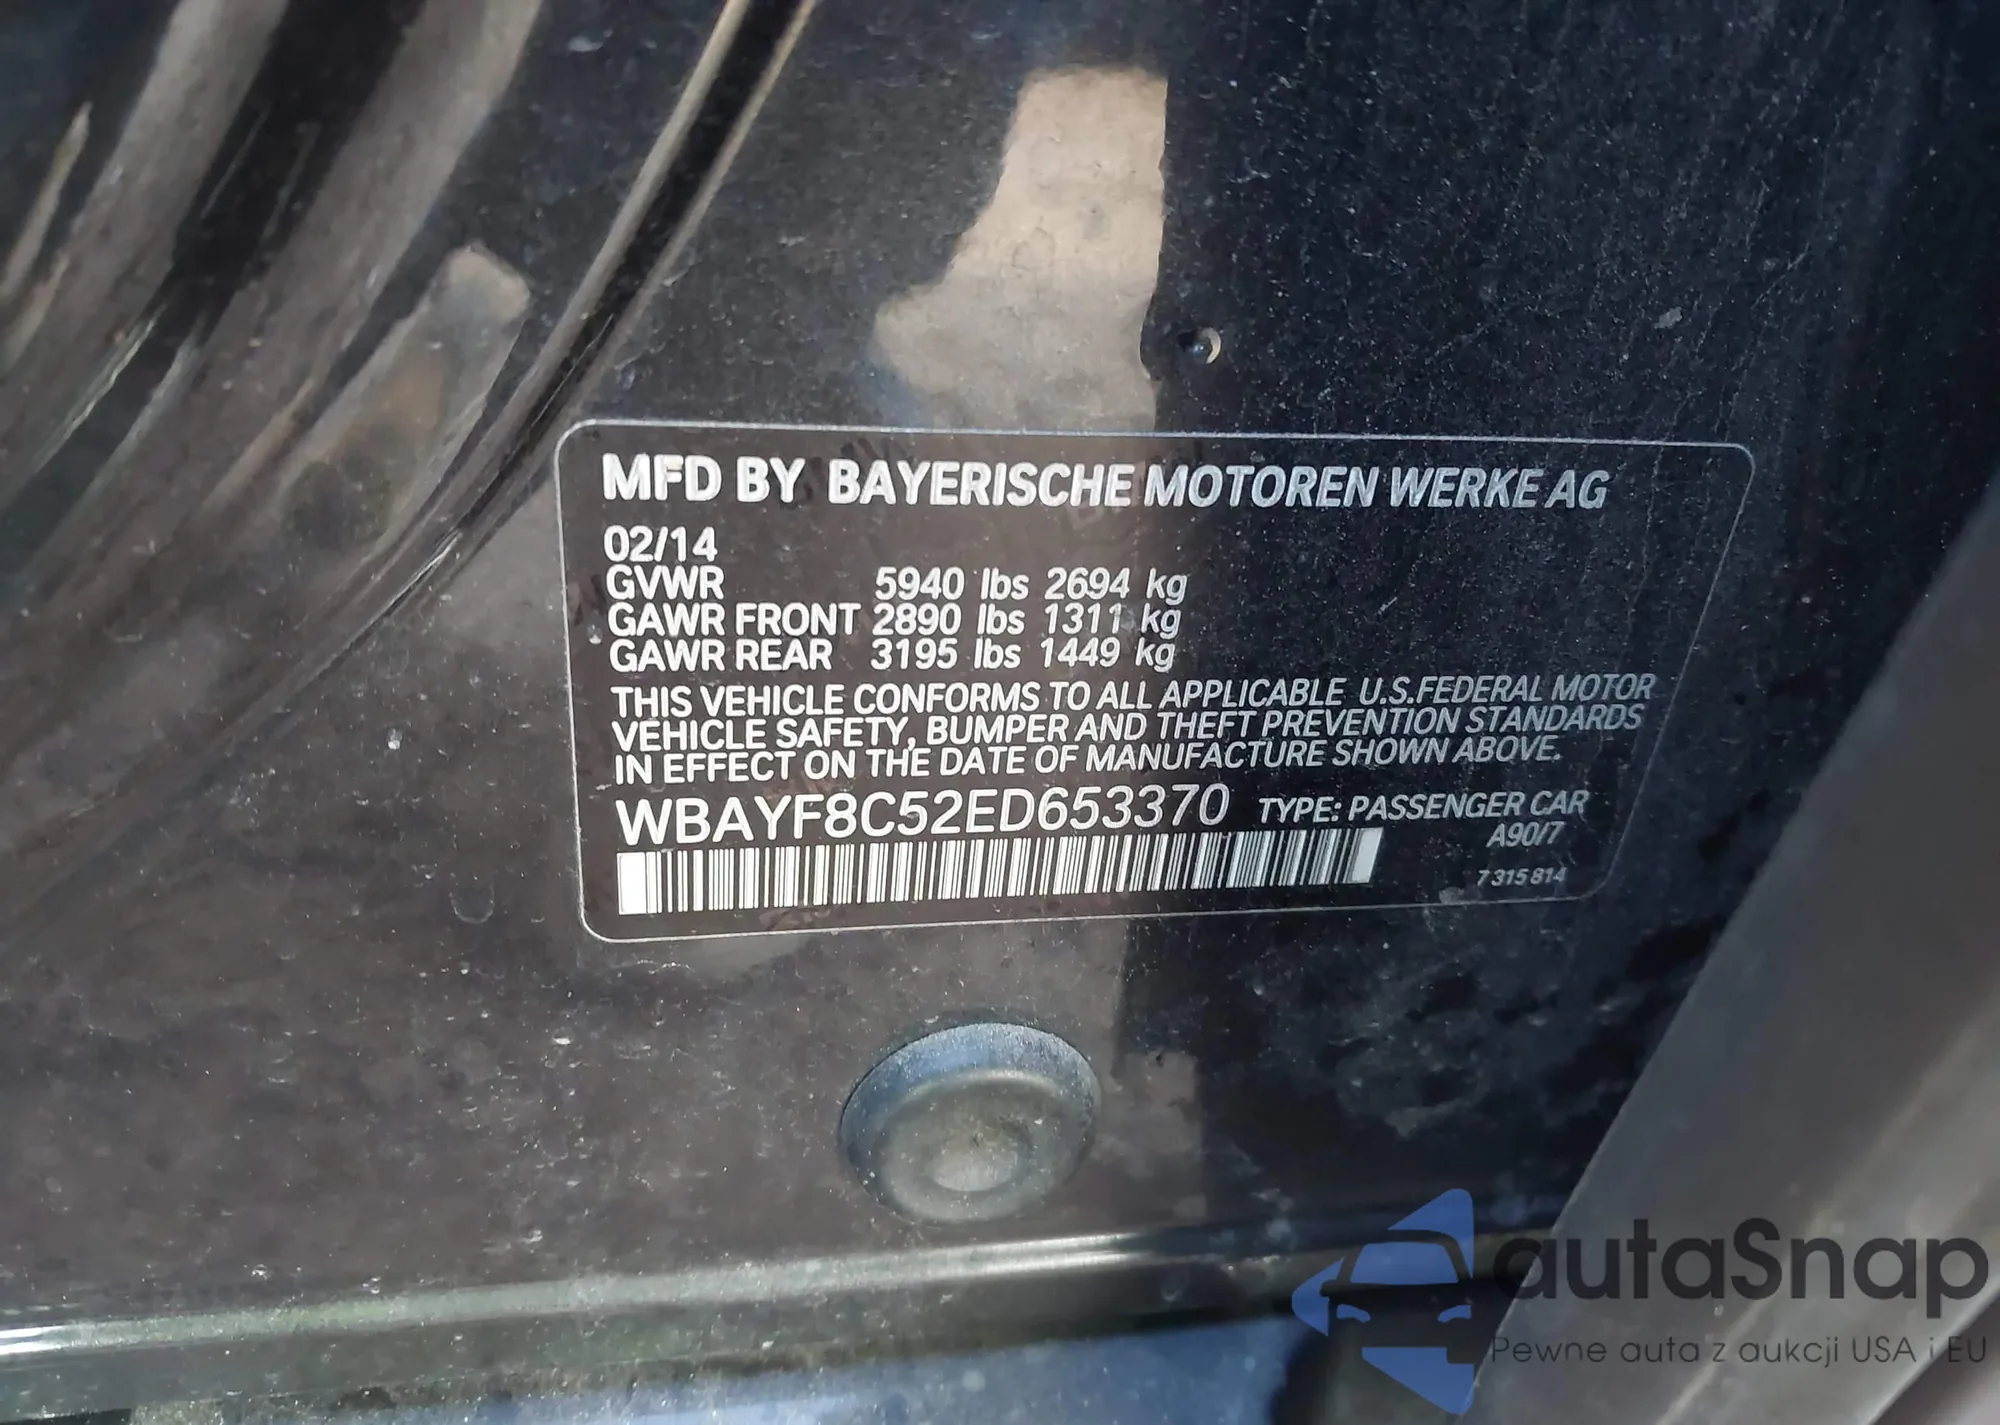 MFD BY BAYERISCHE MOTOREN WERKE AG
02/14
GVWR 5940 lbs 2694 kg
GAWR FRONT 2890 lbs 1311 kg
GAWR REAR 3195 lbs 1449 kg
THIS VEHICLE CONFORMS TO ALL APPLICABLE U.S.FEDERAL MOTOR
VEHICLE SAFETY, BUMPER AND THEFT PREVENTION STANDARDS
IN EFFECT ON THE DATE OF MANUFACTURE SHOWN ABOVE.
WBAYF8C52ED653370 TYPE: PASSENGER CAR
A90/7
7 315 814
autaSnap
Pewne auta z aukcji USA i EU